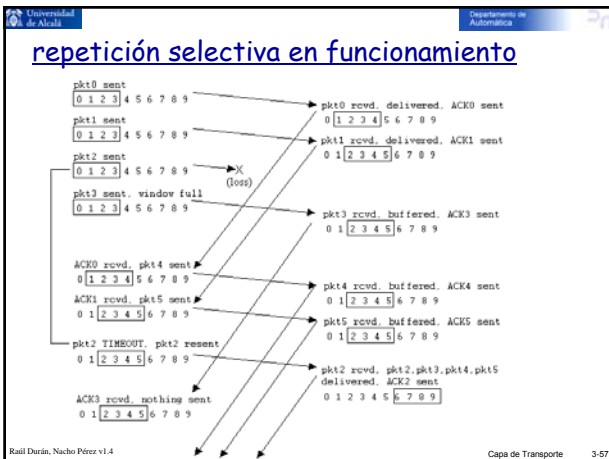 Universidad
de Alcalá
Departamento de
Automática
repetición selectiva en funcionamiento
pkt0 sent
0 1 2 3 4 5 6 7 8 9
pkt0 rcvd, delivered, ACK0 sent
0 1 2 3 4 5 6 7 8 9
pkt1 sent
0 1 2 3 4 5 6 7 8 9
pkt1 rcvd, delivered, ACK1 sent
0 1 2 3 4 5 6 7 8 9
pkt2 sent
0 1 2 3 4 5 6 7 8 9
X
(loss)
pkt3 sent, window full
0 1 2 3 4 5 6 7 8 9
pkt3 rcvd, buffered, ACK3 sent
0 1 2 3 4 5 6 7 8 9
ACK0 rcvd, pkt4 sent
0 1 2 3 4 5 6 7 8 9
pkt4 rcvd, buffered, ACK4 sent
0 1 2 3 4 5 6 7 8 9
ACK1 rcvd, pkt5 sent
0 1 2 3 4 5 6 7 8 9
pkt5 rcvd, buffered, ACK5 sent
0 1 2 3 4 5 6 7 8 9
pkt2 TIMEOUT, pkt2 resent
0 1 2 3 4 5 6 7 8 9
pkt2 rcvd, pkt2,pkt3,pkt4,pkt5
delivered, ACK2 sent
0 1 2 3 4 5 6 7 8 9
ACK3 rcvd, nothing sent
0 1 2 3 4 5 6 7 8 9
Raúl Durán, Nacho Pérez v1.4
Capa de Transporte 3-57